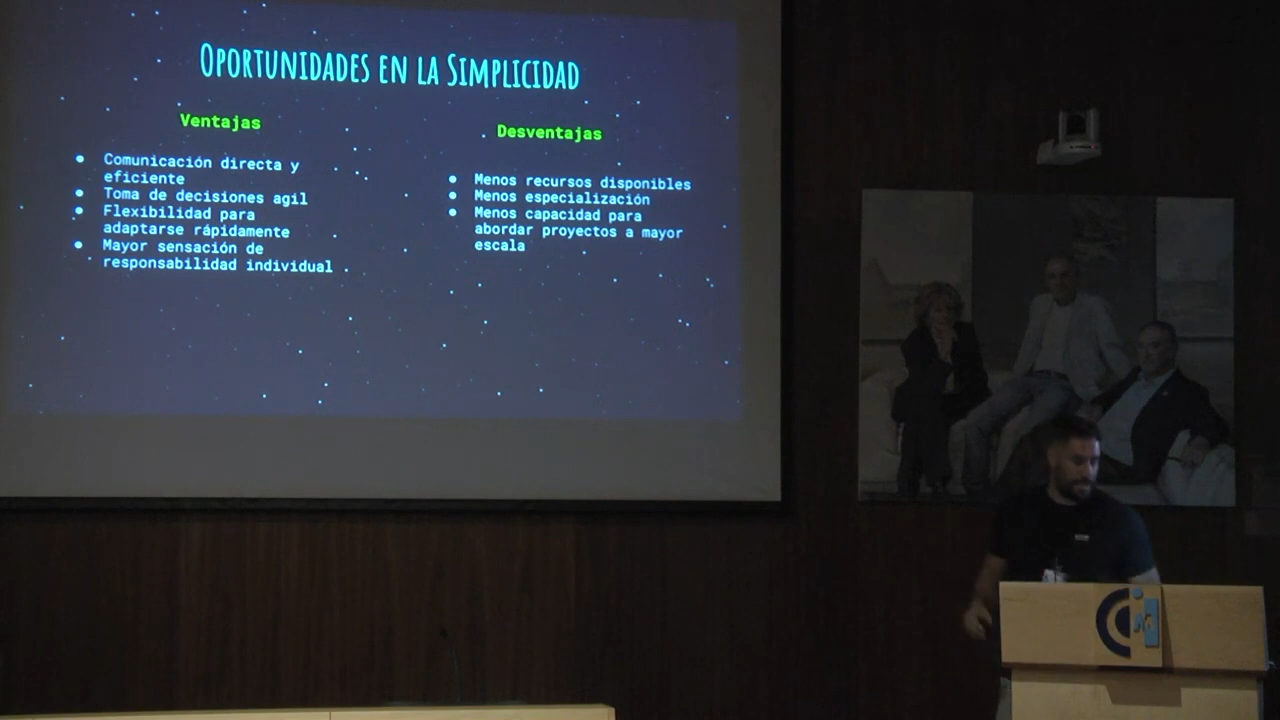 Oportunidades en la Simplicidad
Ventajas
Comunicación directa y
eficiente
Toma de decisiones agil
Flexibilidad para
adaptarse rápidamente
Mayor sensación de
responsabilidad individual
Desventajas
Menos recursos disponibles
Menos especialización
Menos capacidad para
abordar proyectos a mayor
escala